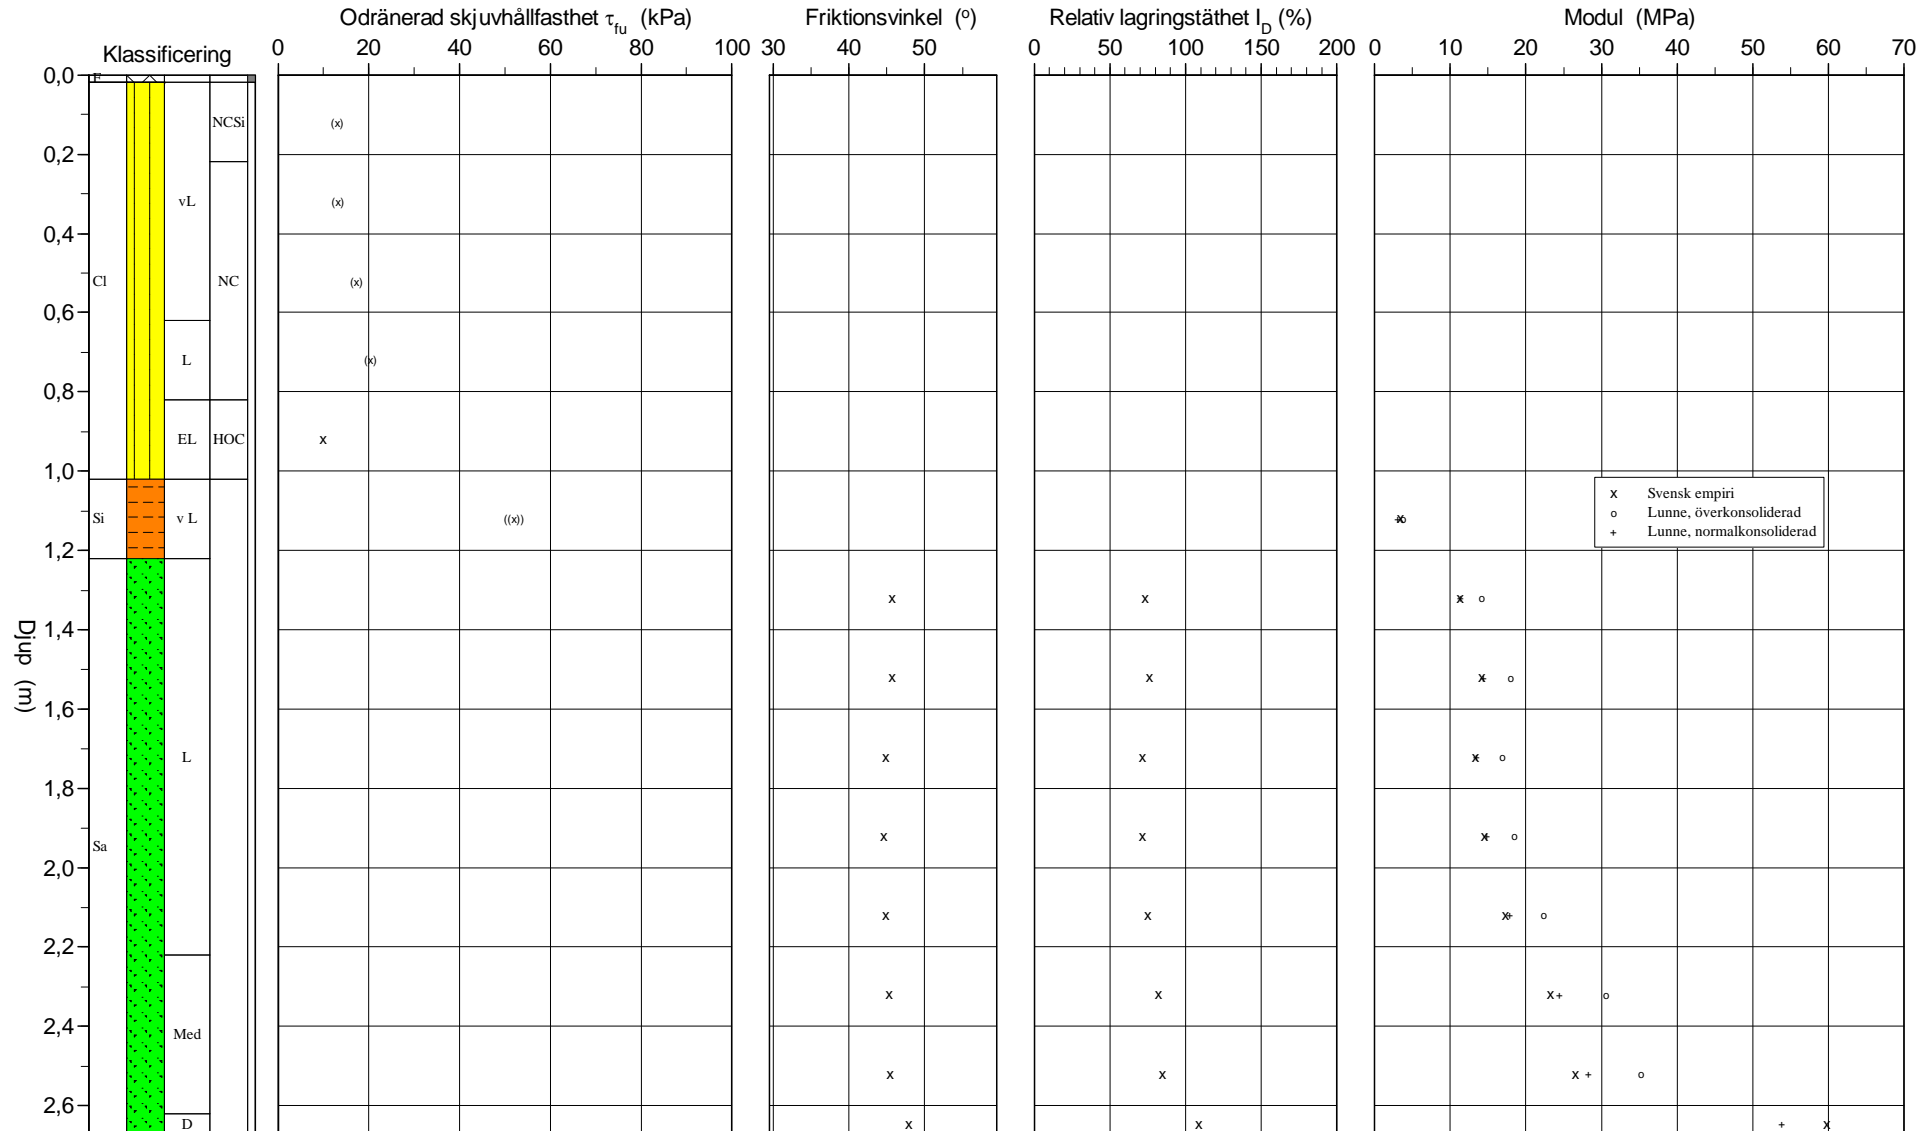 Odränerad skjuvhållfasthet τfu (kPa)
Friktionsvinkel (°)
Relativ lagringstäthet ID (%)
Modul (MPa)
Klassificering
0 20 40 60 80 100
30 40 50
0 50 100 150 200
0 10 20 30 40 50 60 70
0,0
F
NCSi
0,2
vL
0,4
Cl
NC
0,6
L
0,8
EL
HOC
1,0
Si
v L
1,2
x Svensk empiri
o Lunne, överkonsoliderad
+ Lunne, normalkonsoliderad
1,4
Djup (m)
1,6
L
1,8
Sa
2,0
2,2
2,4
Med
2,6
D